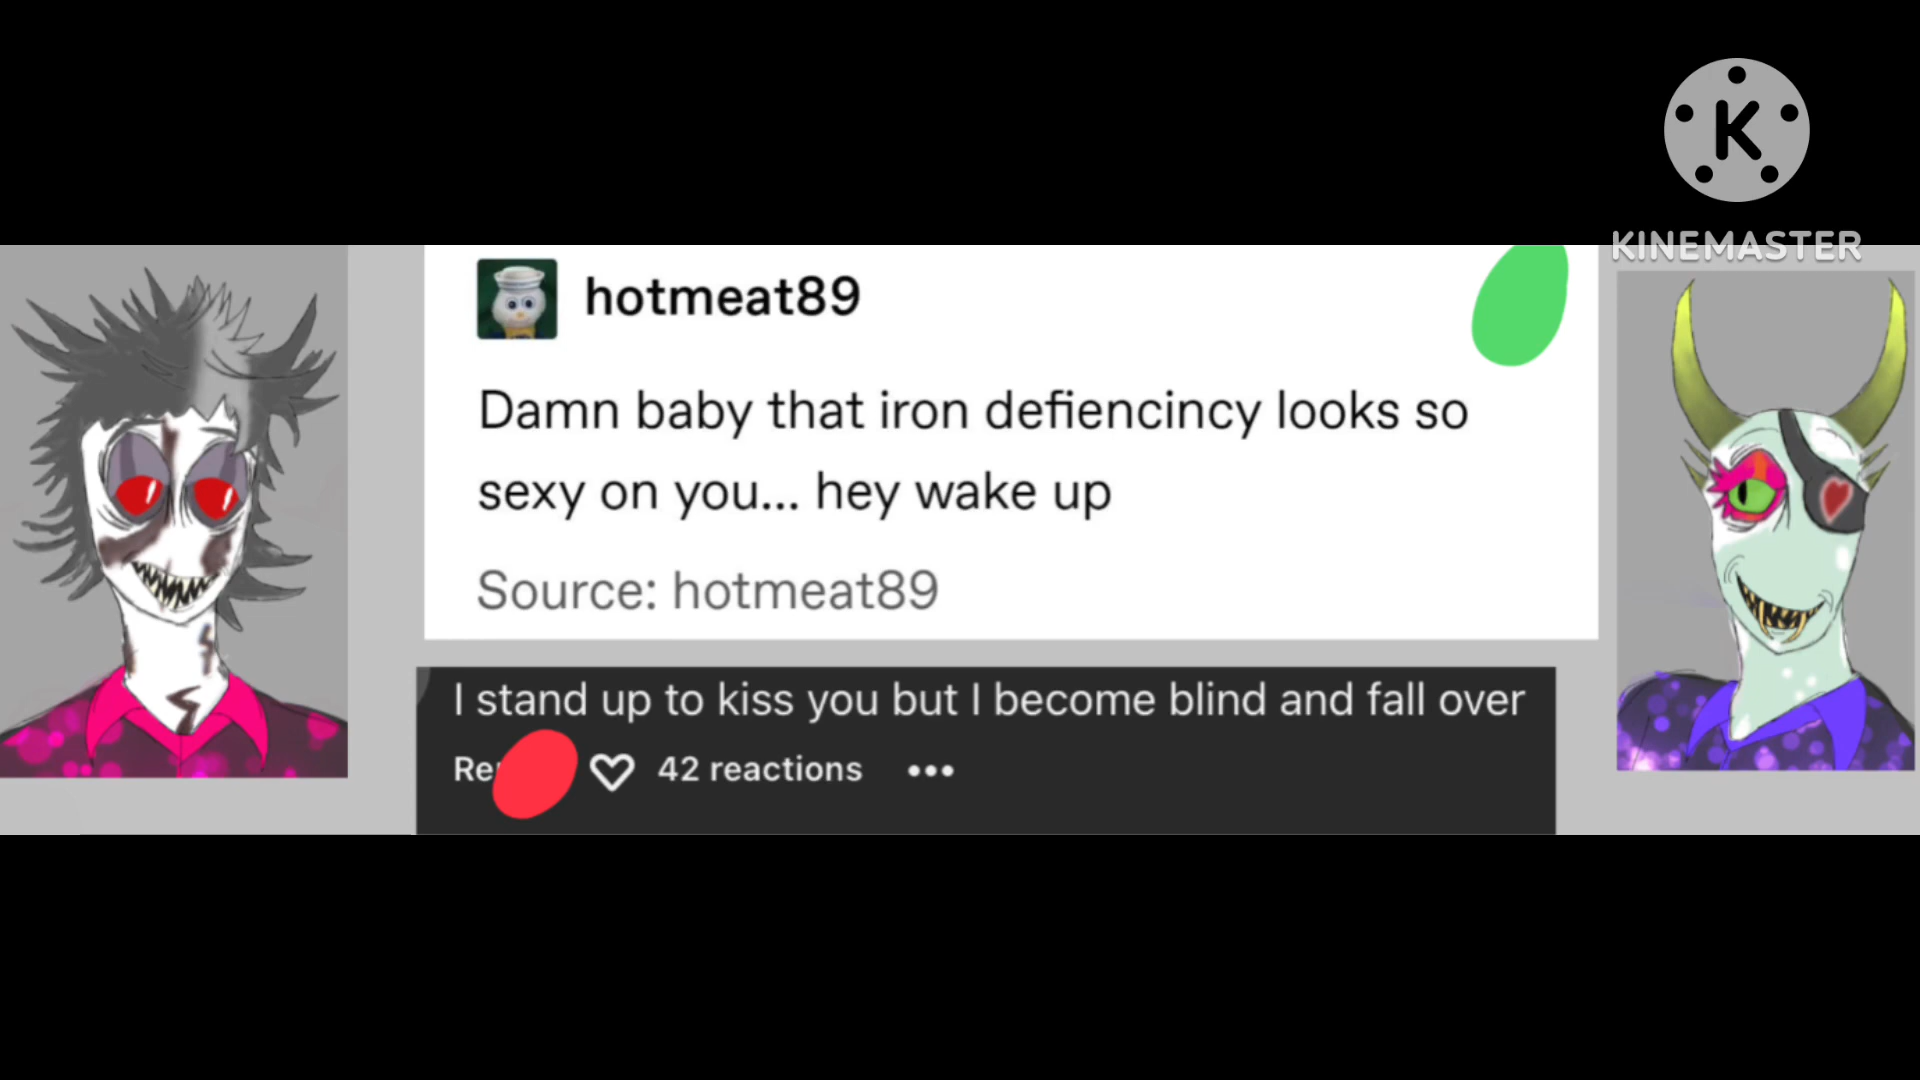 K
KINEMASTER
hotmeat89
Damn baby that iron defiencincy looks so
sexy on you... hey wake up
Source: hotmeat89
I stand up to kiss you but I become blind and fall over
42 reactions